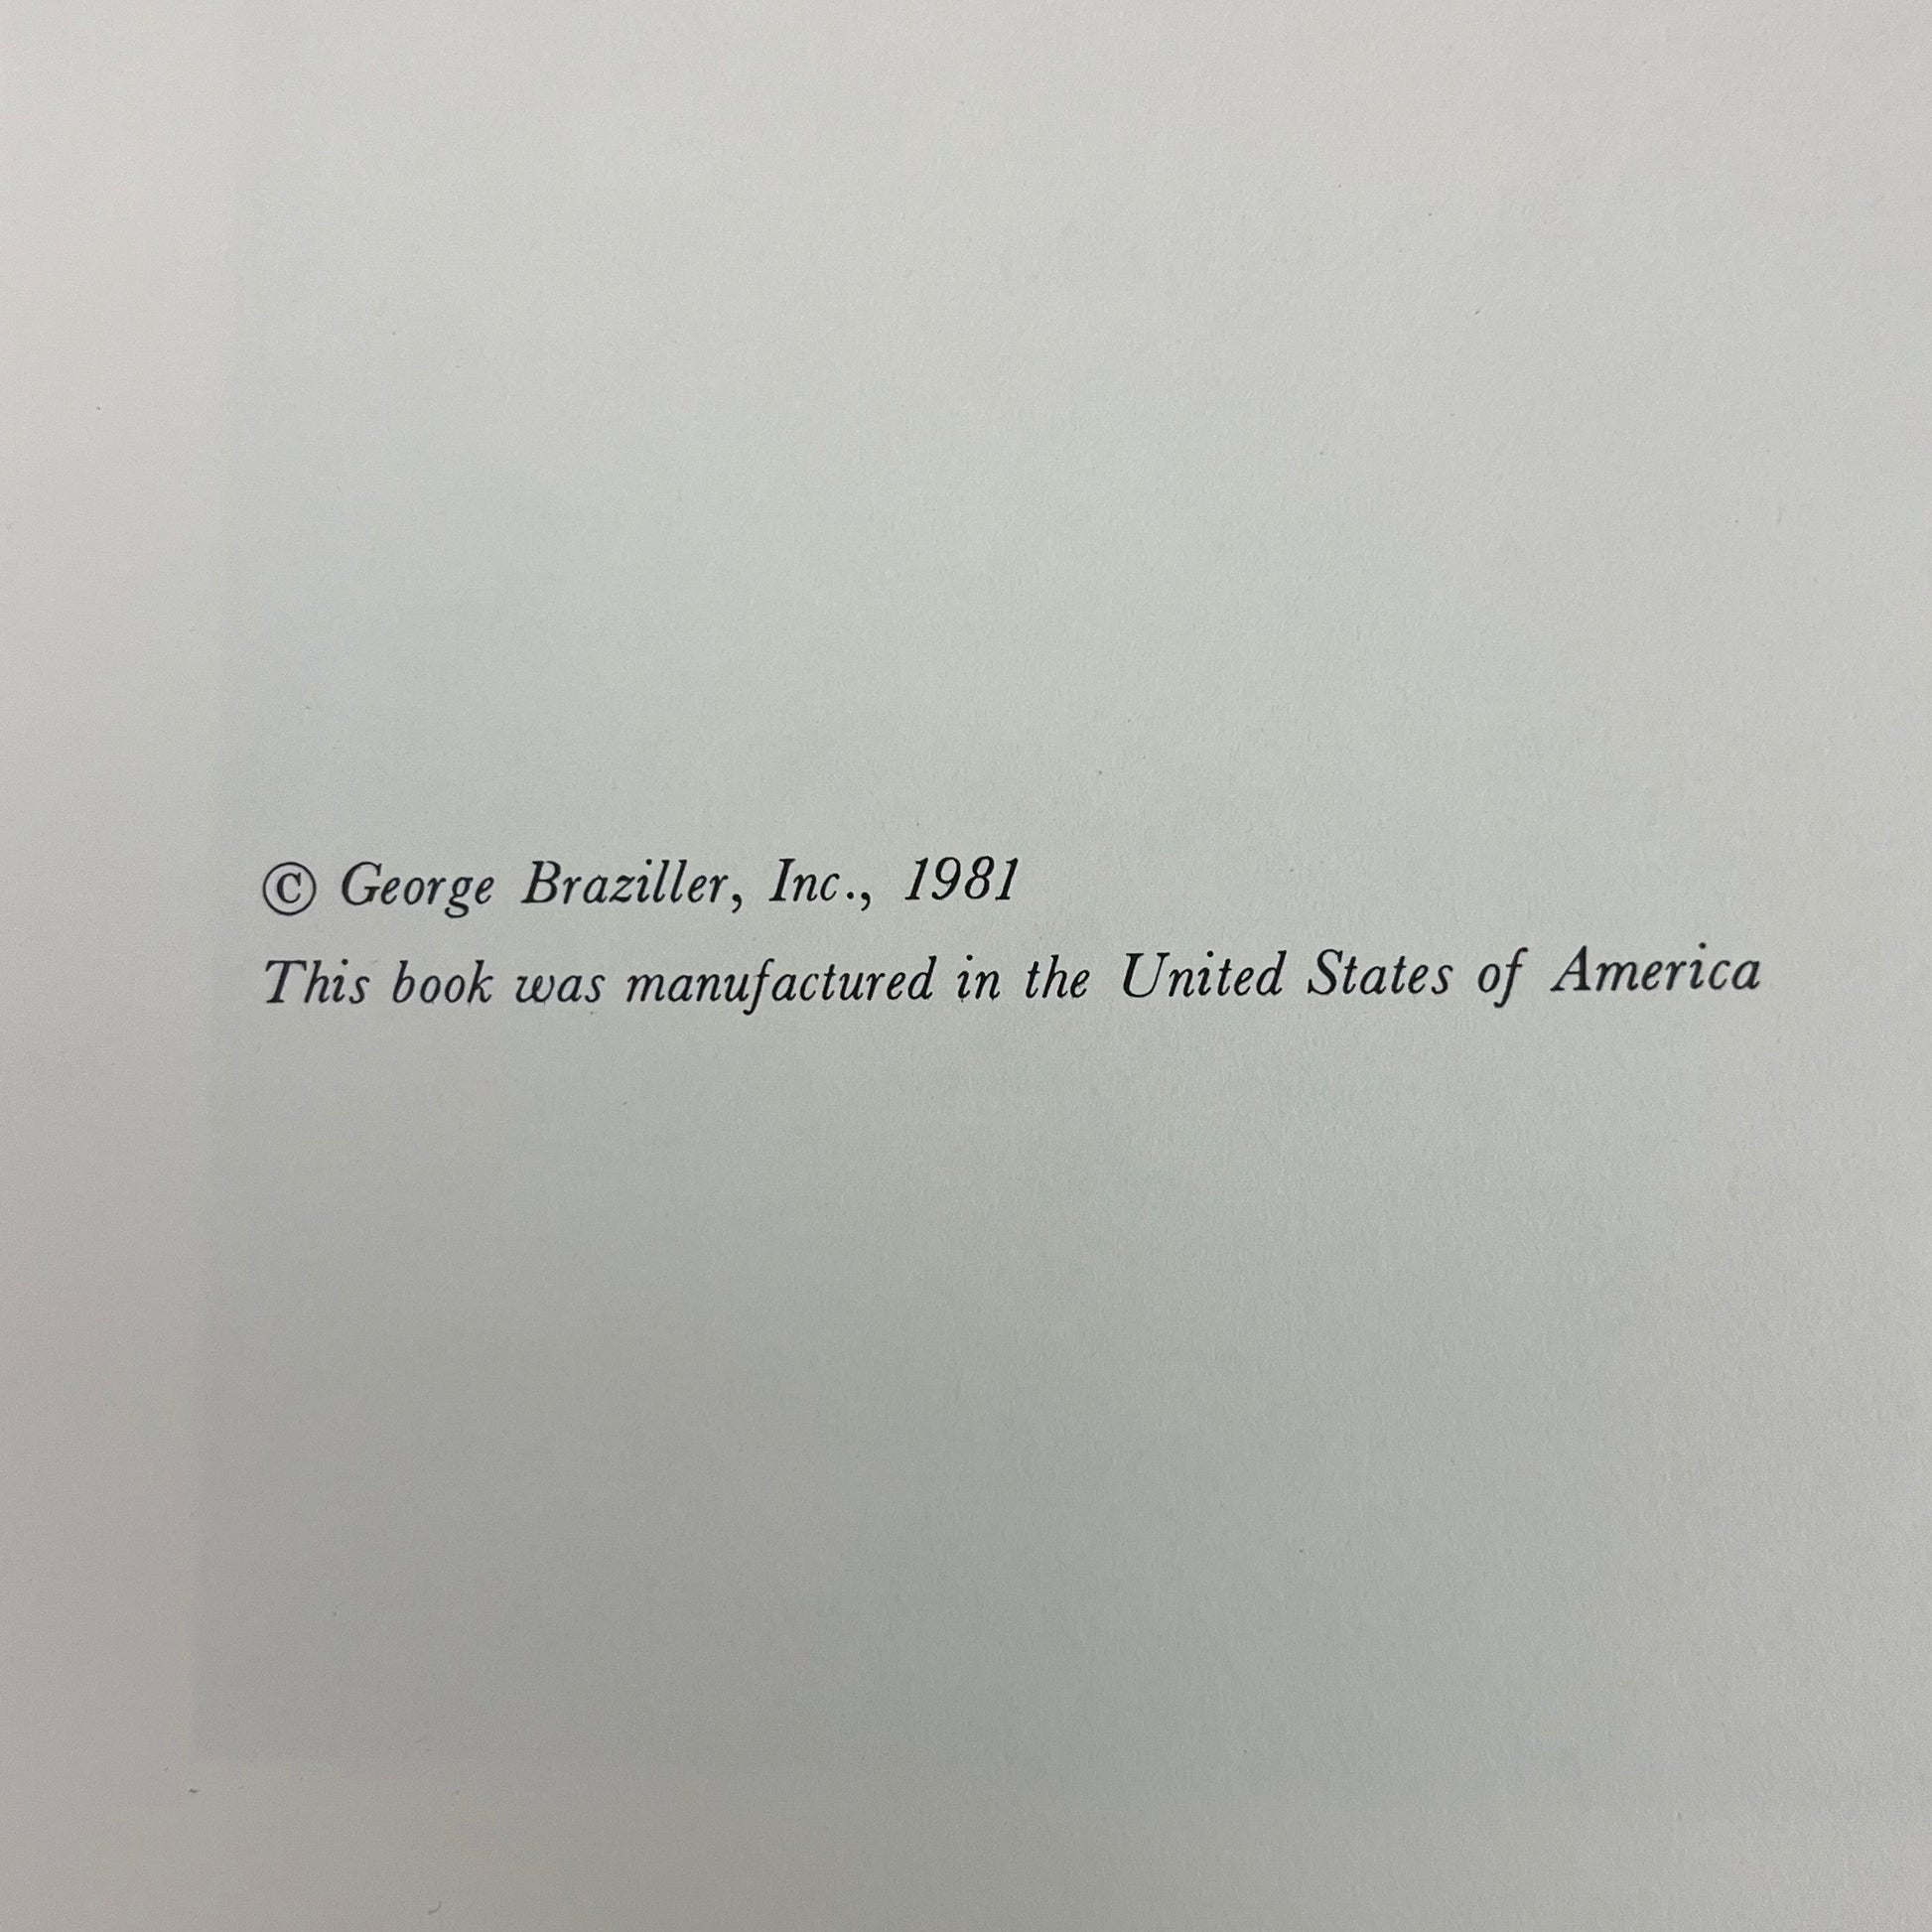 © George Braziller, Inc., 1981
This book was manufactured in the United States of America